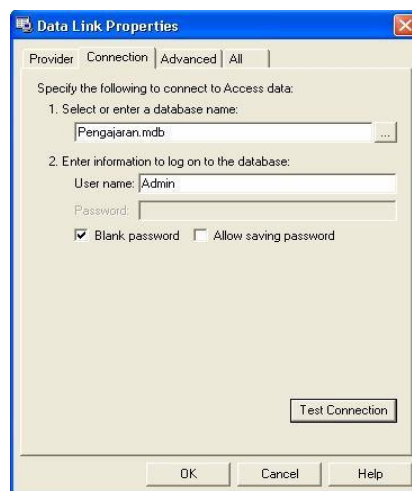 Data Link Properties
Provider Connection Advanced All
Specify the following to connect to Access data:
1. Select or enter a database name:
Pengajaran.mdb ...
2. Enter information to log on to the database:
User name: Admin
Password:
Blank password Allow saving password
Test Connection
OK Cancel Help